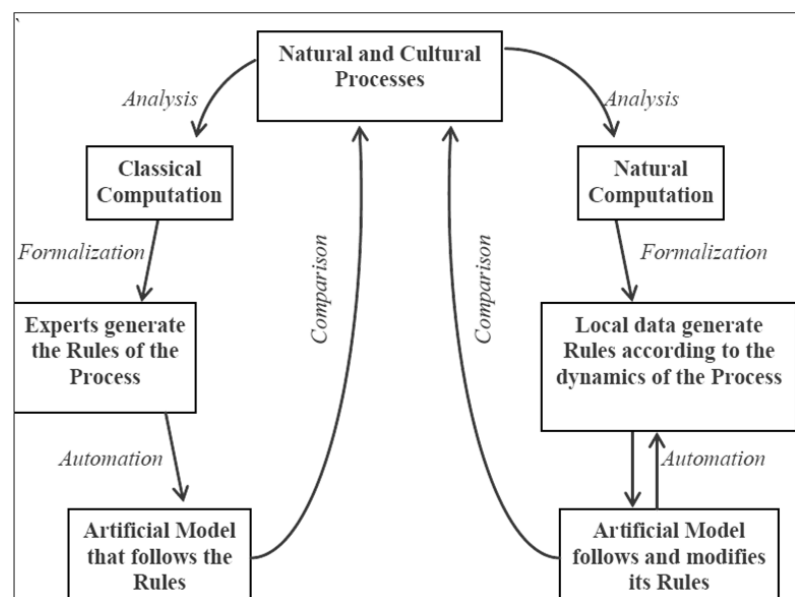 `
Natural and Cultural
Processes
Analysis
Analysis
Classical
Computation
Natural
Computation
Formalization
Formalization
Comparison
Comparison
Experts generate
the Rules of the
Process
Local data generate
Rules according to the
dynamics of the Process
Automation
Automation
Artificial Model
that follows the
Rules
Artificial Model
follows and modifies
its Rules